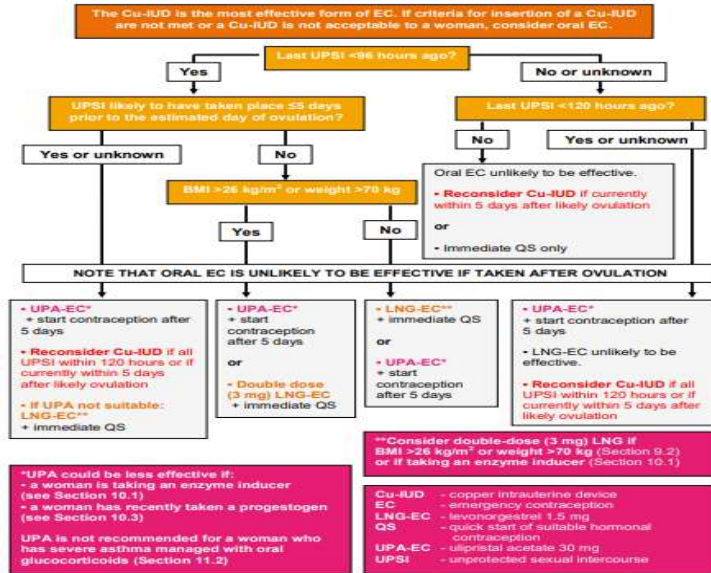 The Cu-IUD is the most effective form of EC. If criteria for insertion of a Cu-IUD
are not met or a Cu-IUD is not acceptable to a woman, consider oral EC.
Last UPSI <96 hours ago?
Yes
No or unknown
UPSI likely to have taken place ≤5 days
prior to the estimated day of ovulation?
Last UPSI <120 hours ago?
Yes or unknown
No
No
Yes or unknown
BMI >26 kg/m² or weight >70 kg
Oral EC unlikely to be effective.
• Reconsider Cu-IUD if currently
within 5 days after likely ovulation
or
• Immediate QS only
Yes
No
NOTE THAT ORAL EC IS UNLIKELY TO BE EFFECTIVE IF TAKEN AFTER OVULATION
• UPA-EC*
+ start contraception after
5 days
• Reconsider Cu-IUD if all
UPSI within 120 hours or if
currently within 5 days
after likely ovulation
• If UPA not suitable:
LNG-EC**
+ immediate QS
• UPA-EC*
+ start
contraception
after 5 days
or
• Double dose
(3 mg) LNG-EC
+ immediate QS
• LNG-EC**
+ immediate QS
or
• UPA-EC*
+ start
contraception
after 5 days
• UPA-EC*
+ start contraception after
5 days
• LNG-EC unlikely to be
effective.
• Reconsider Cu-IUD if all
UPSI within 120 hours or if
currently within 5 days after
likely ovulation
**Consider double-dose (3 mg) LNG if
BMI >26 kg/m² or weight >70 kg (Section 9.2)
or if taking an enzyme inducer (Section 10.1)
*UPA could be less effective if:
- a woman is taking an enzyme inducer
(see Section 10.1)
- a woman has recently taken a progestogen
(see Section 10.3)
UPA is not recommended for a woman who
has severe asthma managed with oral
glucocorticoids (Section 11.2)
Cu-IUD - copper intrauterine device
EC - emergency contraception
LNG-EC - levonorgestrel 1.5 mg
QS - quick start of suitable hormonal
contraception
UPA-EC - ulipristal acetate 30 mg
UPSI - unprotected sexual intercourse